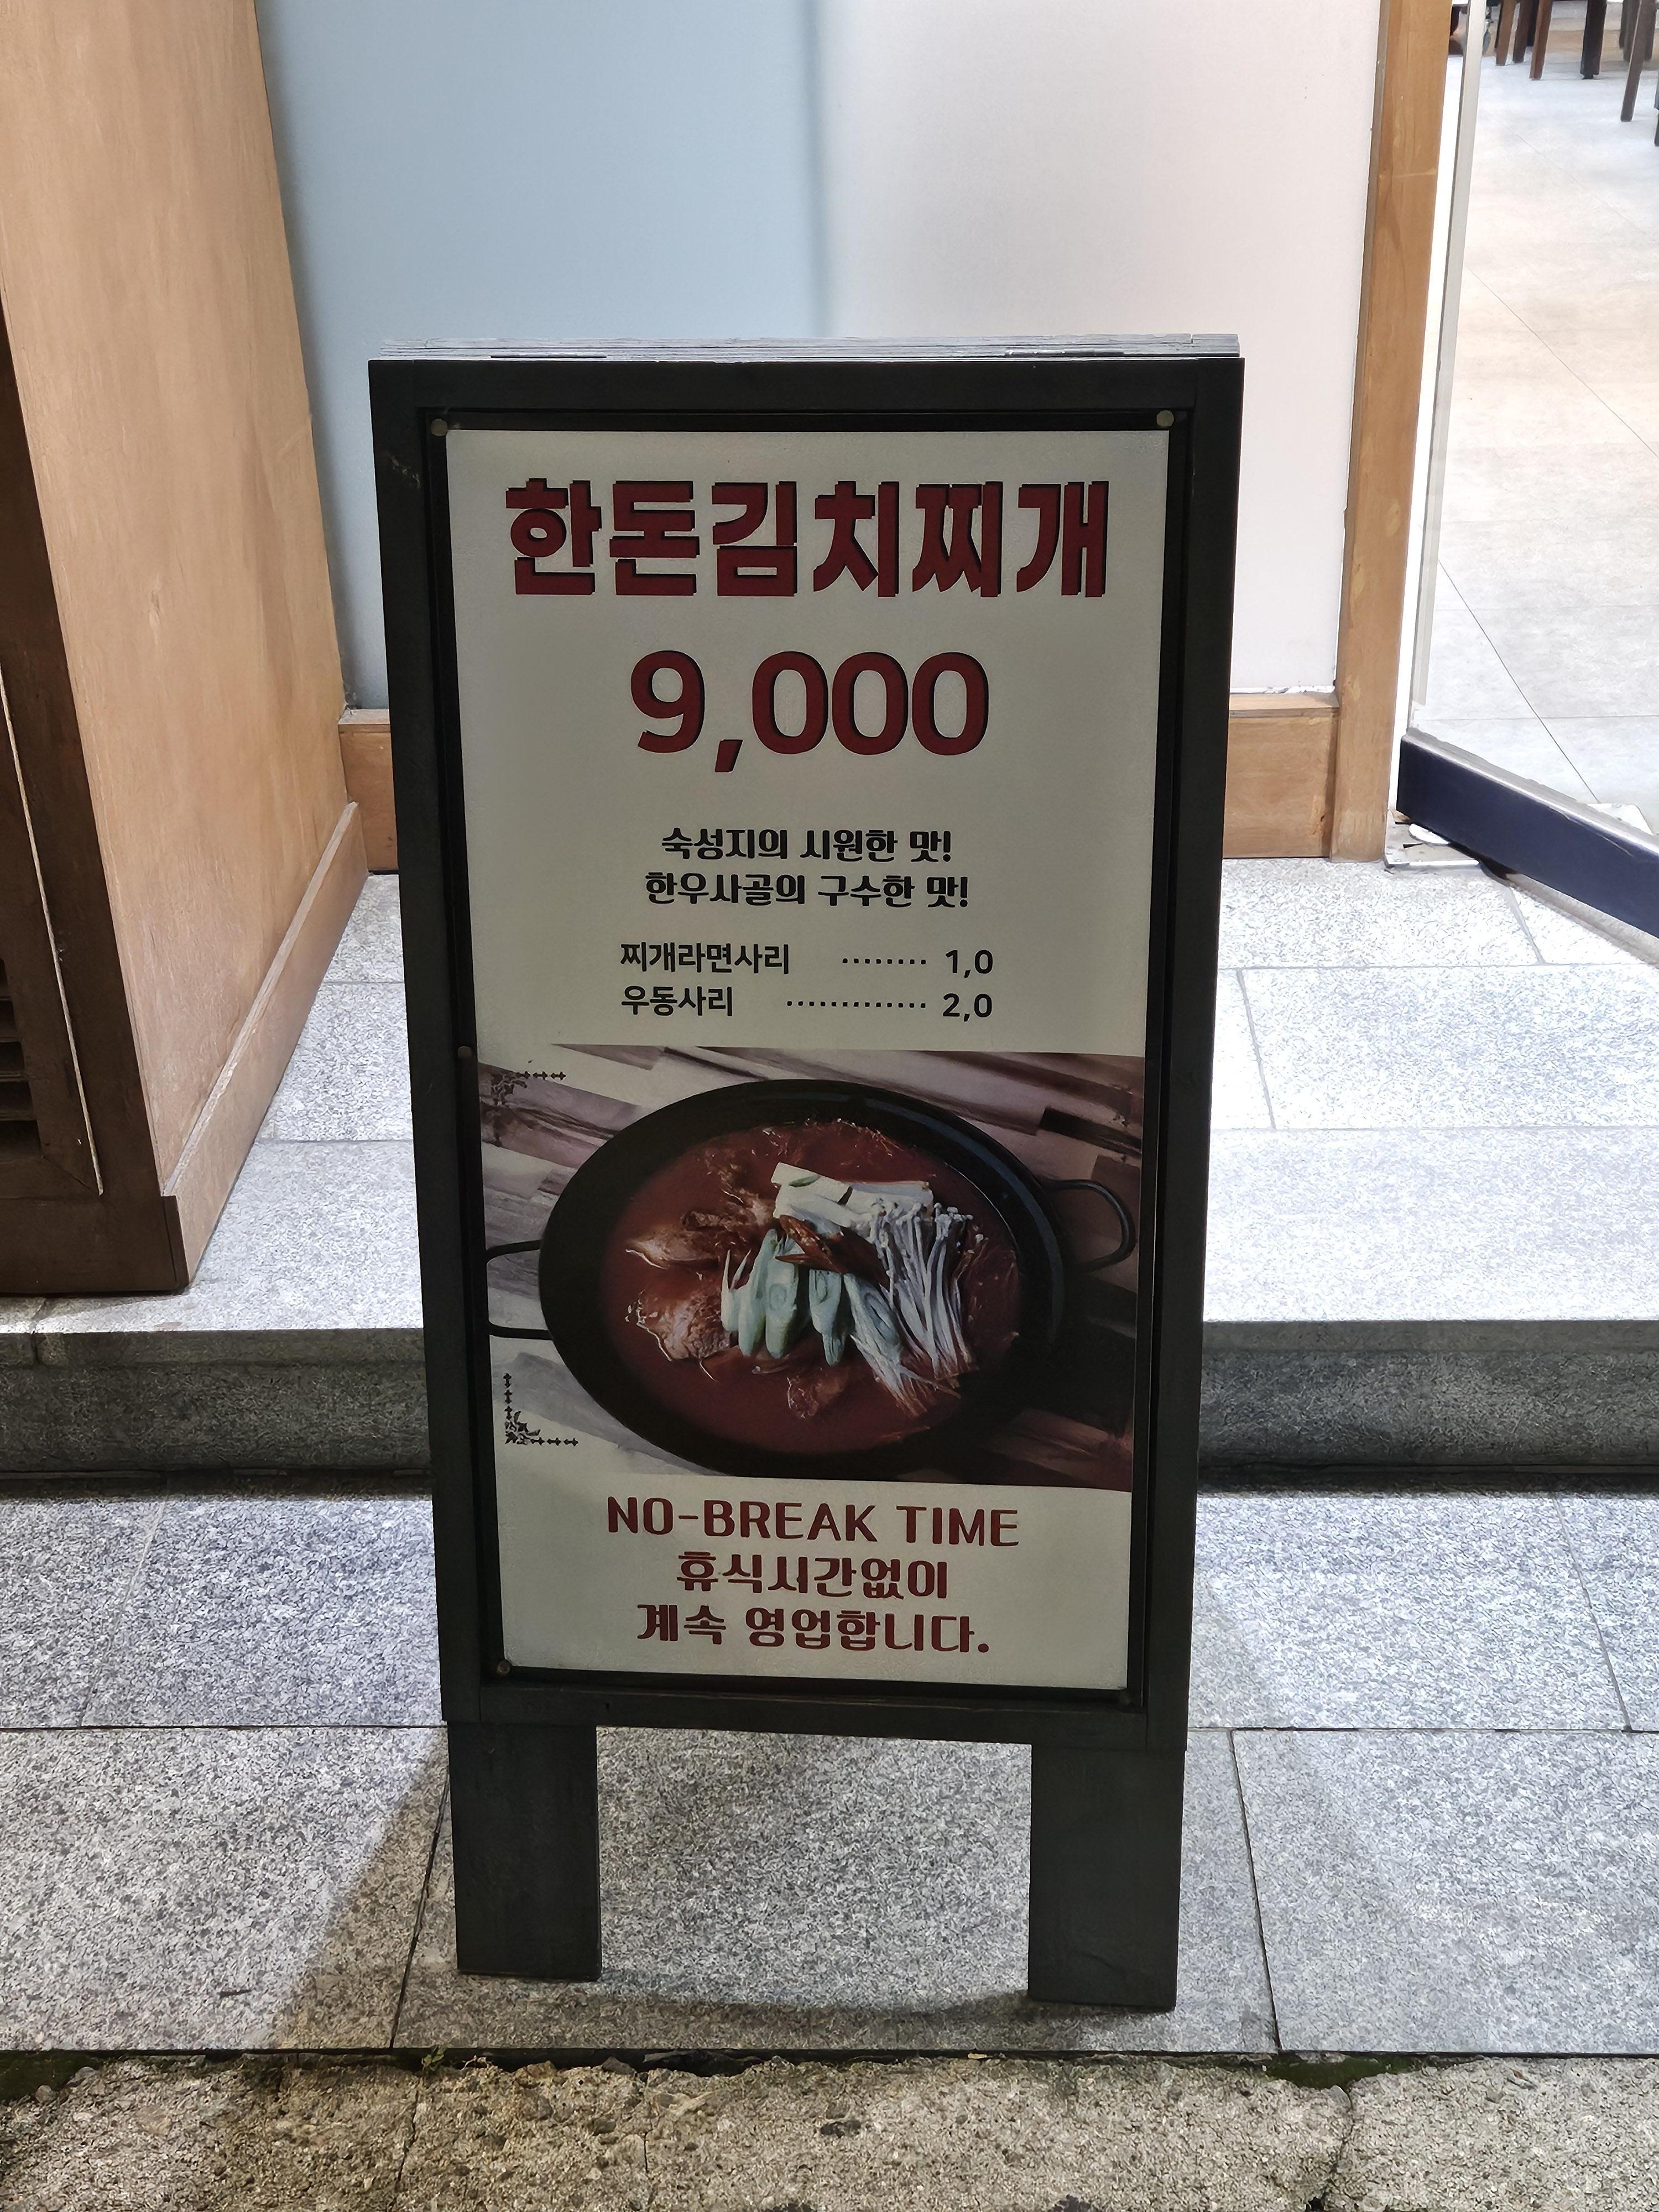 한돈김치찌개
9,000
숙성지의 시원한 맛!
한우사골의 구수한 맛!
찌개라면사리 ········ 1,0
우동사리 ············· 2,0
NO-BREAK TIME
휴식시간없이
계속 영업합니다.